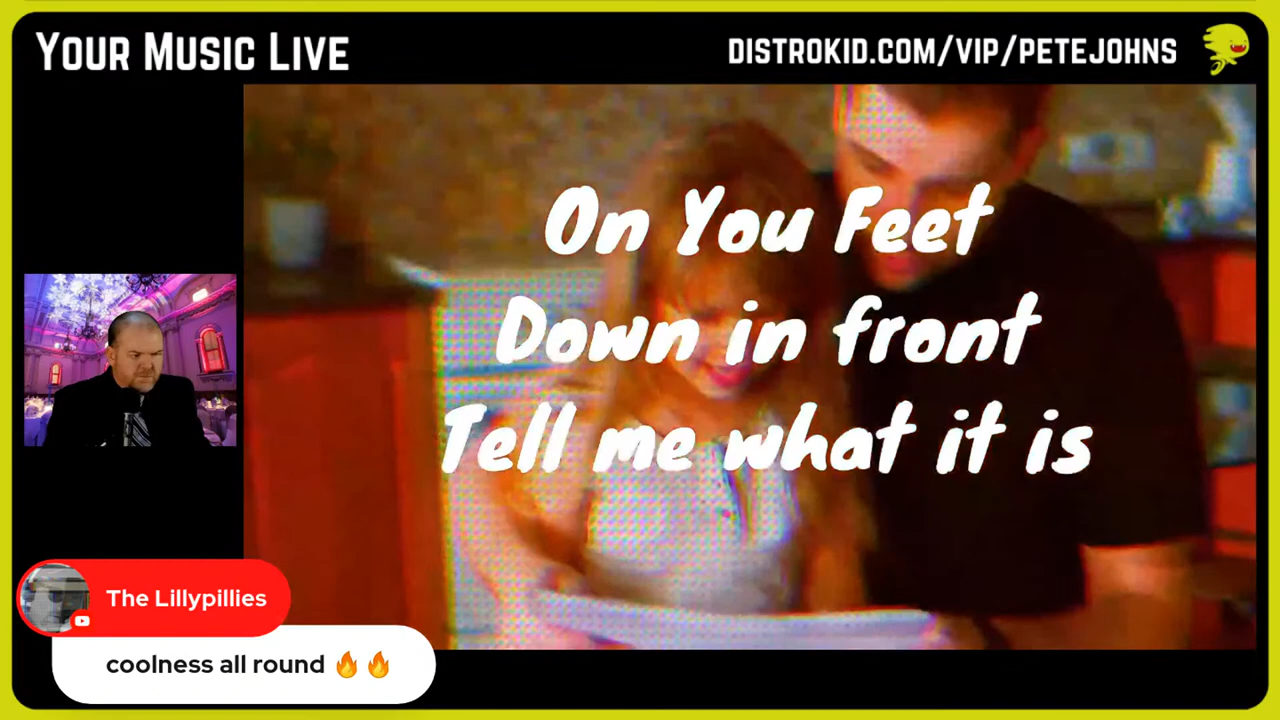 Your Music Live
distrokid.com/vip/petejohns
On You Feet
Down in front
Tell me what it is
The Lillypillies
coolness all round 🔥🔥